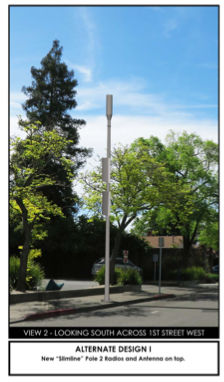 VIEW 2 - LOOKING SOUTH ACROSS 1ST STREET WEST
ALTERNATE DESIGN I
New "Slimline" Pole 2 Radios and Antenna on top.